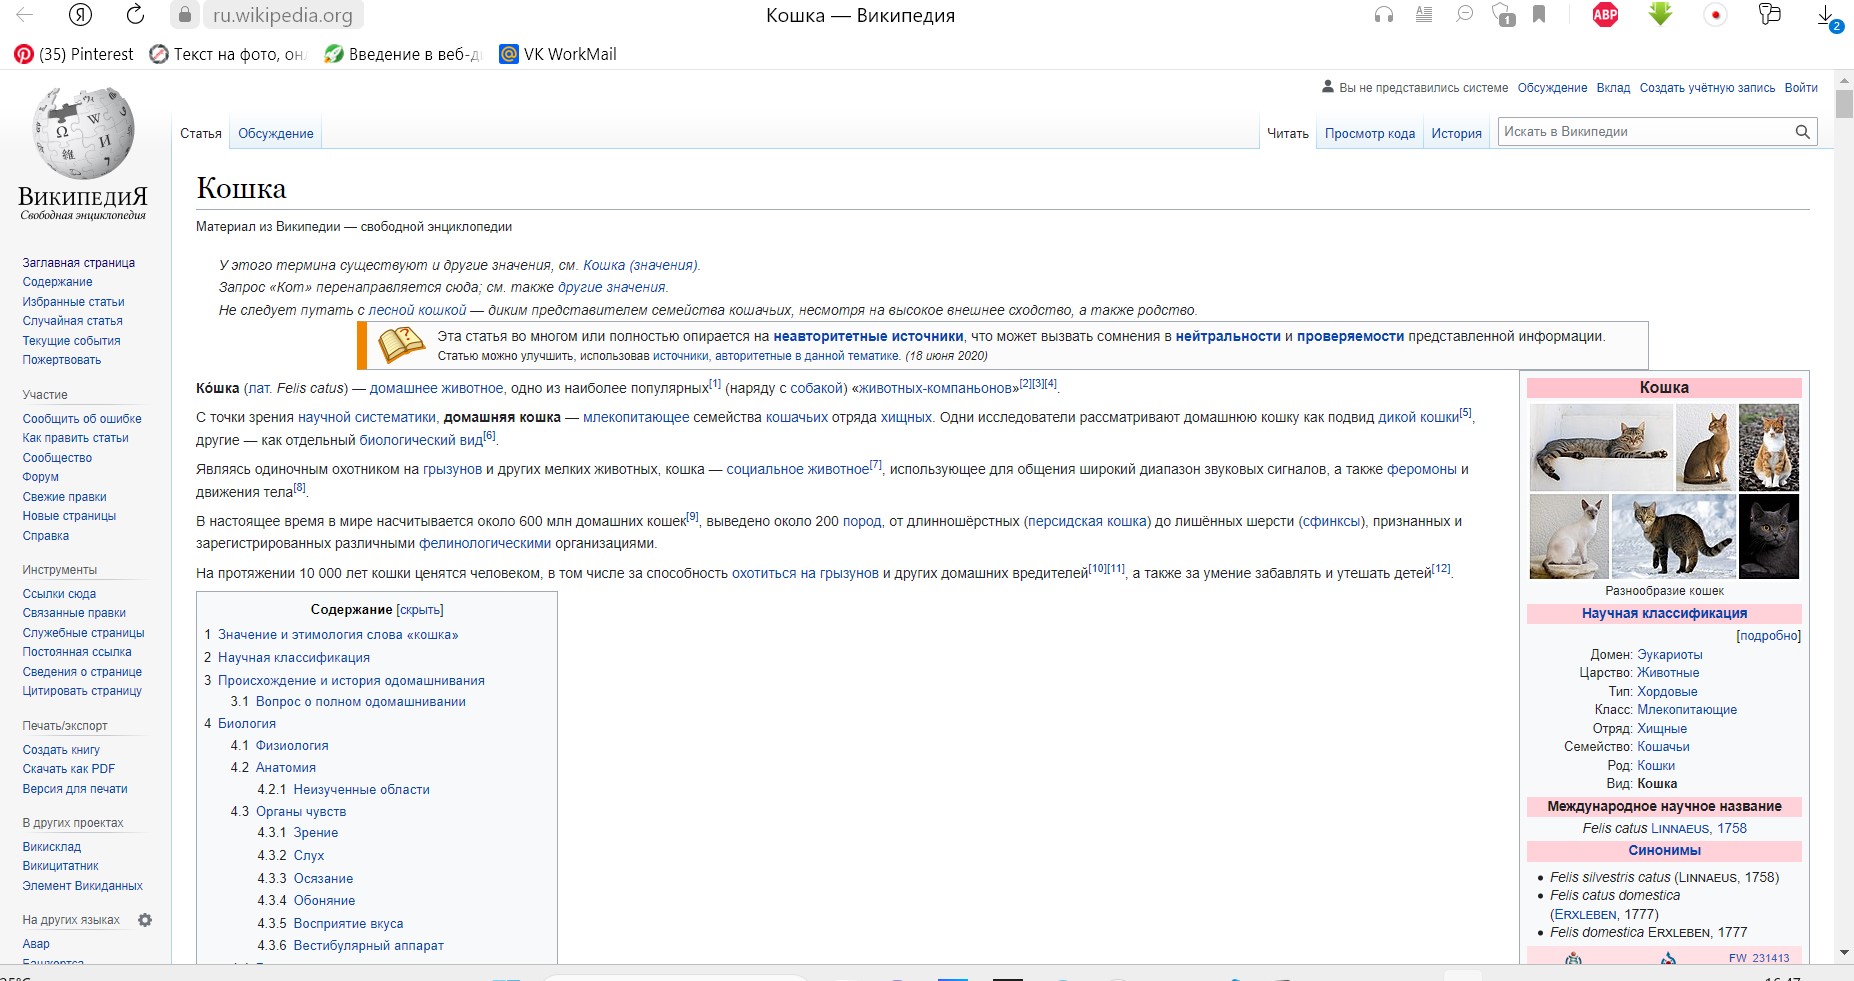 ru.wikipedia.org
Кошка — Википедия
1
ABP
2
(35) Pinterest
Текст на фото, он
Введение в веб-д
VK WorkMail
Вы не представились системе Обсуждение Вклад Создать учётную запись Войти
Статья Обсуждение
Читать Просмотр кода История
Искать в Википедии
ВикипедиЯ
Свободная энциклопедия
Заглавная страница
Содержание
Избранные статьи
Случайная статья
Текущие события
Пожертвовать
Участие
Сообщить об ошибке
Как править статьи
Сообщество
Форум
Свежие правки
Новые страницы
Справка
Инструменты
Ссылки сюда
Связанные правки
Служебные страницы
Постоянная ссылка
Сведения о странице
Цитировать страницу
Печать/экспорт
Создать книгу
Скачать как PDF
Версия для печати
В других проектах
Викисклад
Викицитатник
Элемент Викиданных
На других языках
Авар
Башҡортса
Кошка
Материал из Википедии — свободной энциклопедии
У этого термина существуют и другие значения, см. Кошка (значения).
Запрос «Кот» перенаправляется сюда; см. также другие значения.
Не следует путать с лесной кошкой — диким представителем семейства кошачьих, несмотря на высокое внешнее сходство, а также родство.
Эта статья во многом или полностью опирается на неавторитетные источники, что может вызвать сомнения в нейтральности и проверяемости представленной информации.
Статью можно улучшить, использовав источники, авторитетные в данной тематике. (18 июня 2020)
Ко́шка (лат. Felis catus) — домашнее животное, одно из наиболее популярных[1] (наряду с собакой) «животных-компаньонов»[2][3][4].
С точки зрения научной систематики, домашняя кошка — млекопитающее семейства кошачьих отряда хищных. Одни исследователи рассматривают домашнюю кошку как подвид дикой кошки[5],
другие — как отдельный биологический вид[6].
Являясь одиночным охотником на грызунов и других мелких животных, кошка — социальное животное[7], использующее для общения широкий диапазон звуковых сигналов, а также феромоны и
движения тела[8].
В настоящее время в мире насчитывается около 600 млн домашних кошек[9], выведено около 200 пород, от длинношёрстных (персидская кошка) до лишённых шерсти (сфинксы), признанных и
зарегистрированных различными фелинологическими организациями.
На протяжении 10 000 лет кошки ценятся человеком, в том числе за способность охотиться на грызунов и других домашних вредителей[10][11], а также за умение забавлять и утешать детей[12].
Содержание [скрыть]
1 Значение и этимология слова «кошка»
2 Научная классификация
3 Происхождение и история одомашнивания
3.1 Вопрос о полном одомашнивании
4 Биология
4.1 Физиология
4.2 Анатомия
4.2.1 Неизученные области
4.3 Органы чувств
4.3.1 Зрение
4.3.2 Слух
4.3.3 Осязание
4.3.4 Обоняние
4.3.5 Восприятие вкуса
4.3.6 Вестибулярный аппарат
Кошка
Разнообразие кошек
Научная классификация
[подробно]
Домен: Эукариоты
Царство: Животные
Тип: Хордовые
Класс: Млекопитающие
Отряд: Хищные
Семейство: Кошачьи
Род: Кошки
Вид: Кошка
Международное научное название
Felis catus Linnaeus, 1758
Синонимы
Felis silvestris catus (Linnaeus, 1758)
Felis catus domestica
(Erxleben, 1777)
Felis domestica Erxleben, 1777
FW 231413